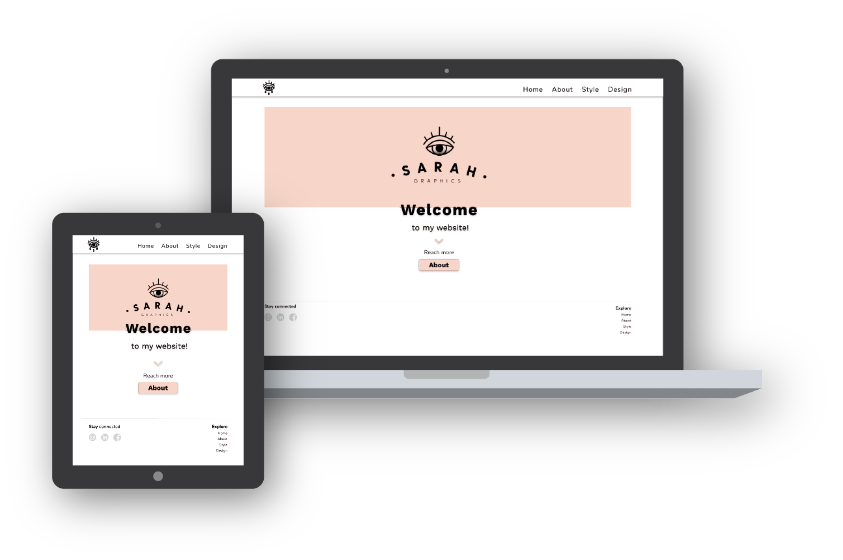 Home About Style Design
. SARAH .
GRAPHICS
Welcome
to my website!
Reach more
About
Stay connected
Explore
Home
About
Style
Design
Home About Style Design
. SARAH .
GRAPHICS
Welcome
to my website!
Reach more
About
Stay connected
Explore
Home
About
Style
Design